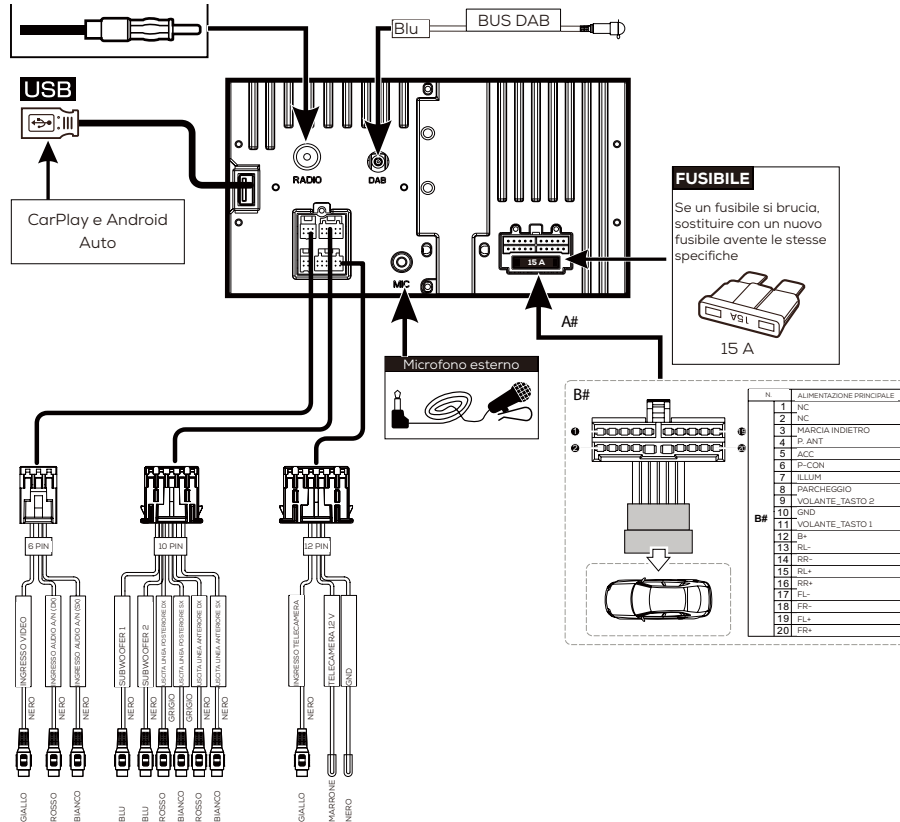 Blu
BUS DAB
USB
CarPlay e Android
Auto
RADIO
DAB
MIC
15 A
FUSIBILE
Se un fusibile si brucia,
sostituire con un nuovo
fusibile avente le stesse
specifiche
15A
15 A
A#
Microfono esterno
B#
1
2
19
20
N.
ALIMENTAZIONE PRINCIPALE
B#
1 NC
2 NC
3 MARCIA INDIETRO
4 P. ANT
5 ACC
6 P-CON
7 ILLUM
8 PARCHEGGIO
9 VOLANTE_TASTO 2
10 GND
11 VOLANTE_TASTO 1
12 B+
13 RL-
14 RR-
15 RL+
16 RR+
17 FL-
18 FR-
19 FL+
20 FR+
6 PIN
10 PIN
12 PIN
INGRESSO VIDEO
INGRESSO AUDIO A/N (DX)
INGRESSO AUDIO A/N (SX)
SUBWOOFER 1
SUBWOOFER 2
USCITA LINEA POSTERIORE DX
USCITA LINEA POSTERIORE SX
USCITA LINEA ANTERIORE DX
USCITA LINEA ANTERIORE SX
INGRESSO TELECAMERA
TELECAMERA 12 V
GND
NERO
NERO
NERO
NERO
NERO
GRIGIO
GRIGIO
NERO
NERO
NERO
GIALLO
ROSSO
BIANCO
BLU
BLU
ROSSO
BIANCO
ROSSO
BIANCO
GIALLO
MARRONE
NERO